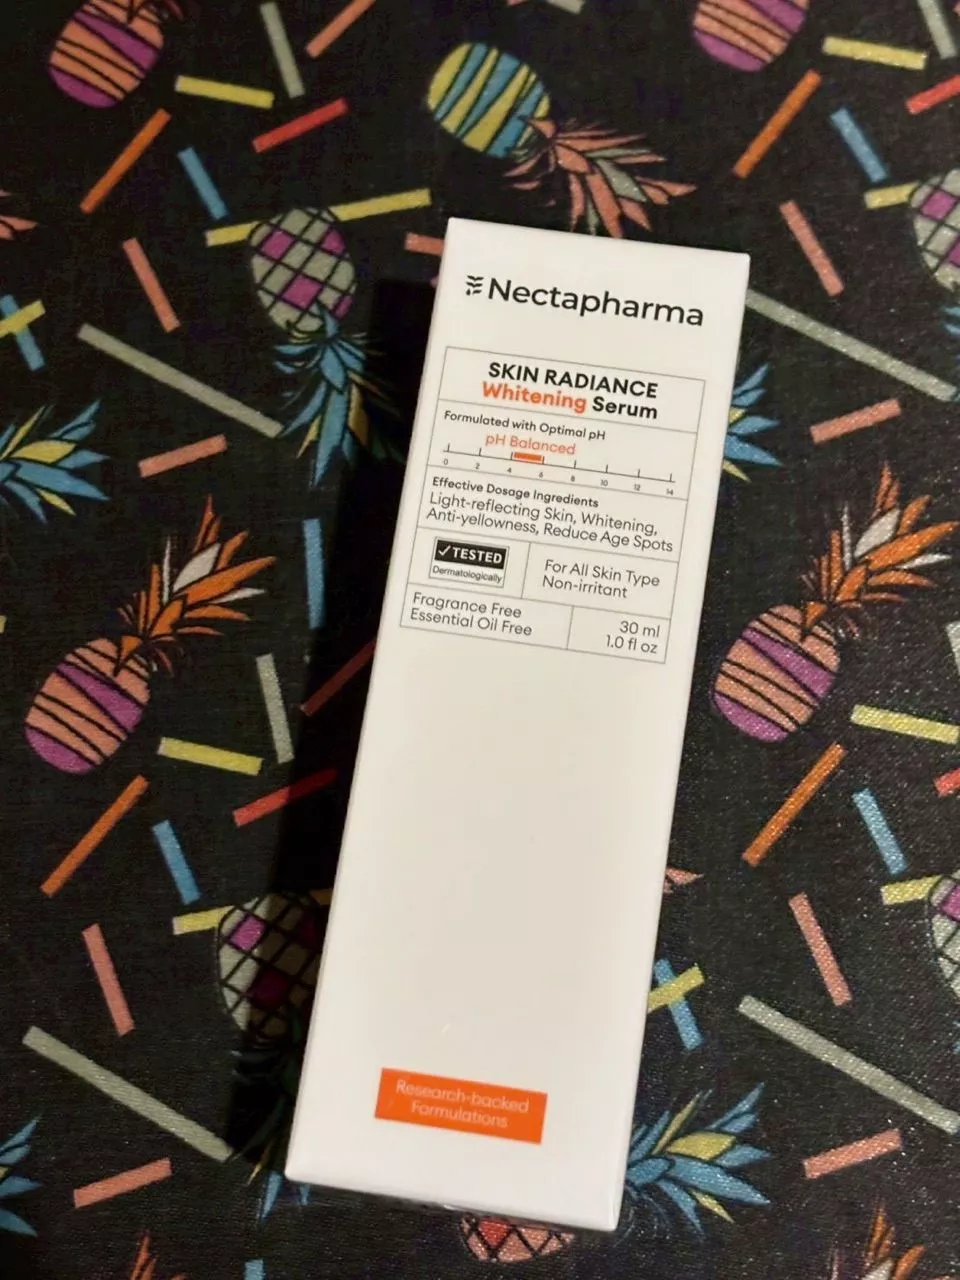 Nectapharma
SKIN RADIANCE
Whitening Serum
Formulated with Optimal pH
pH Balanced
0 2 4 6 8 10 12 14
Effective Dosage Ingredients
Light-reflecting Skin, Whitening,
Anti-yellowness, Reduce Age Spots
✓TESTED
Dermatologically
For All Skin Type
Non-irritant
Fragrance Free
Essential Oil Free
30 ml
1.0 fl oz
Research-backed
Formulations